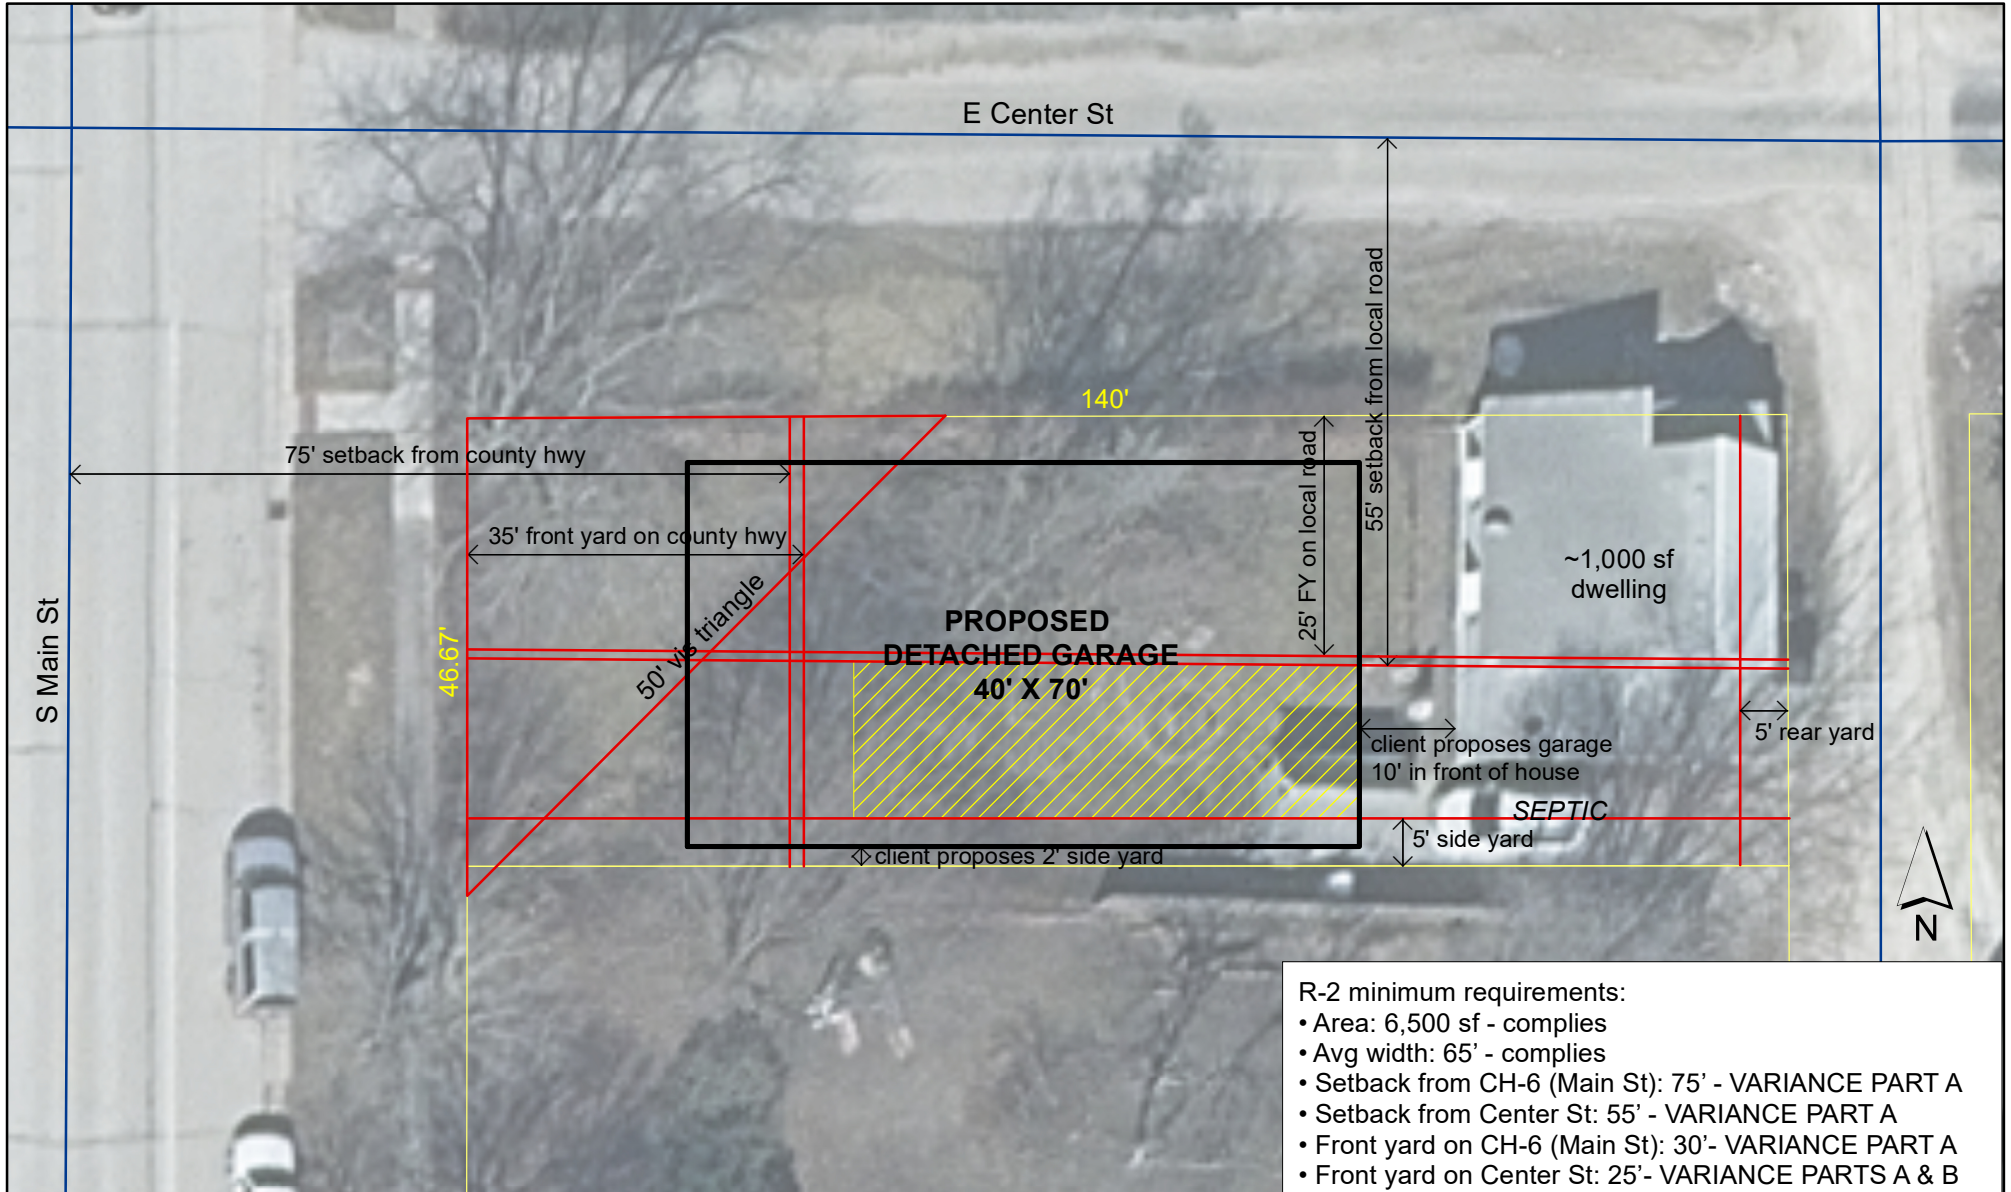 E Center St
140'
75' setback from county hwy
35' front yard on county hwy
25' FY on local road
55' setback from local road
~1,000 sf
dwelling
S Main St
46.67'
50' vis triangle
PROPOSED
DETACHED GARAGE
40' X 70'
client proposes garage
10' in front of house
5' rear yard
SEPTIC
5' side yard
client proposes 2' side yard
N
R-2 minimum requirements:
• Area: 6,500 sf - complies
• Avg width: 65’ - complies
• Setback from CH-6 (Main St): 75’ - VARIANCE PART A
• Setback from Center St: 55’ - VARIANCE PART A
• Front yard on CH-6 (Main St): 30’- VARIANCE PART A
• Front yard on Center St: 25’- VARIANCE PARTS A & B